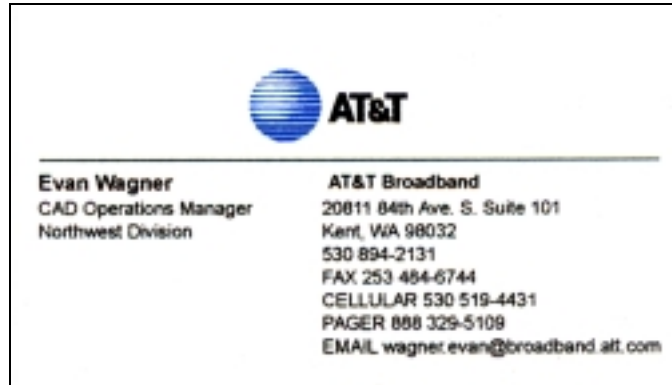 AT&T
Evan Wagner
CAD Operations Manager
Northwest Division
AT&T Broadband
20811 84th Ave. S. Suite 101
Kent, WA 98032
530 894-2131
FAX 253 484-6744
CELLULAR 530 519-4431
PAGER 888 329-5109
EMAIL wagner.evan@broadband.att.com